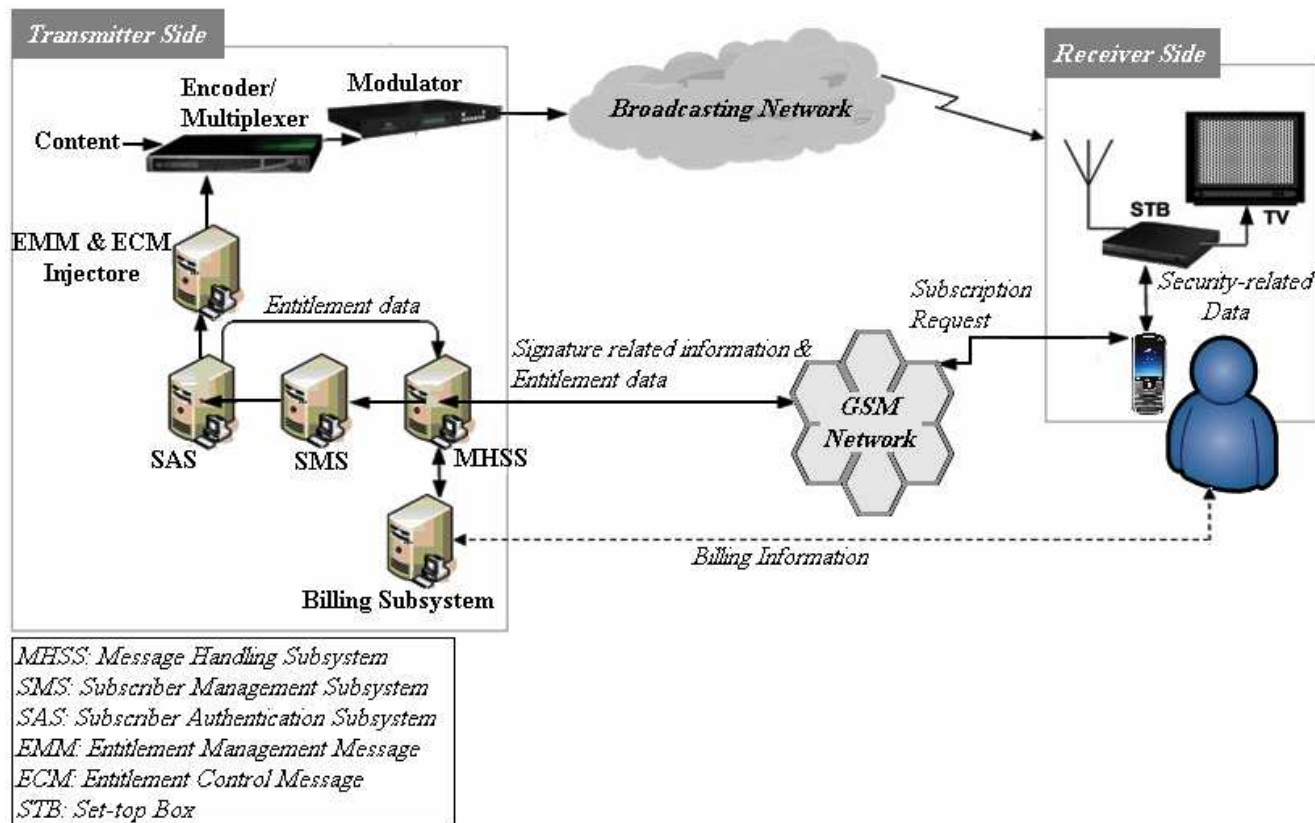 Transmitter Side
Receiver Side
Encoder/
Multiplexer
Modulator
Broadcasting Network
Content
STB
TV
EMM & ECM
Injectore
Security-related
Data
Subscription
Request
Entitlement data
Signature related information &
Entitlement data
GSM
Network
SAS
SMS
MHSS
Billing Information
Billing Subsystem
MHSS: Message Handling Subsystem
SMS: Subscriber Management Subsystem
SAS: Subscriber Authentication Subsystem
EMM: Entitlement Management Message
ECM: Entitlement Control Message
STB: Set-top Box